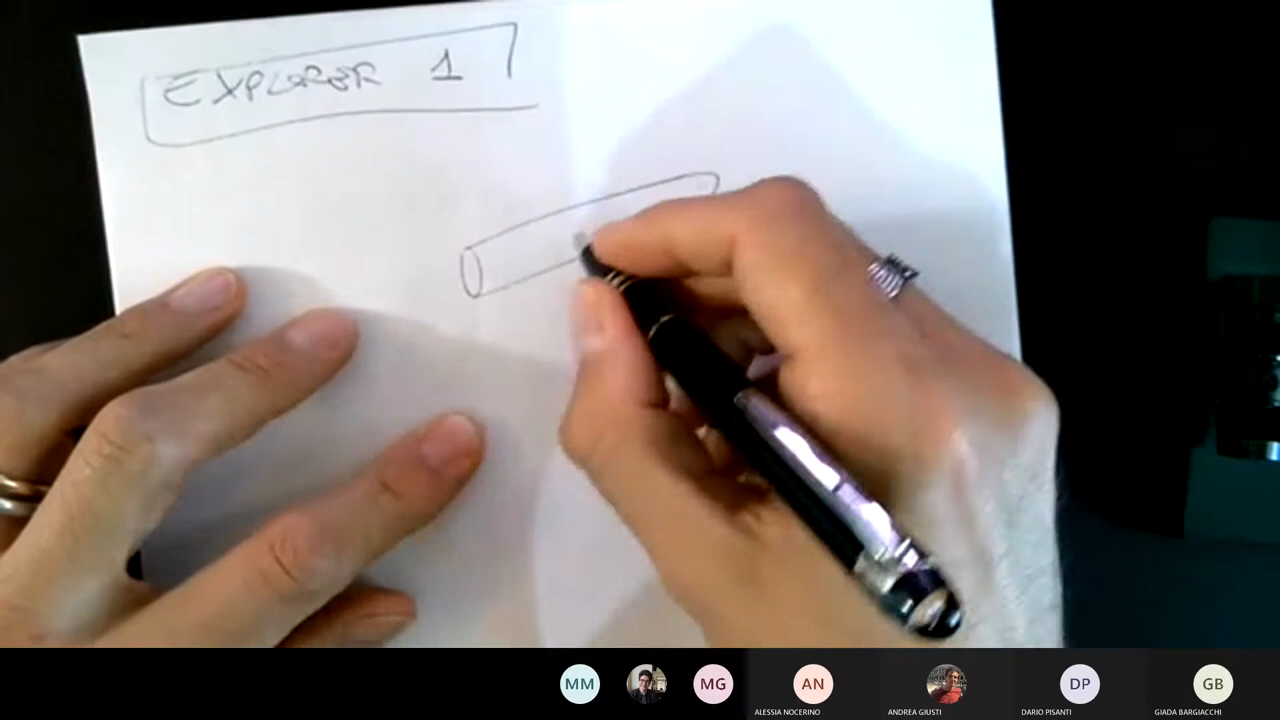 EXPLORER 1
MM
MG
AN
DP
GB
ALESSIA NOCERINO
ANDREA GIUSTI
DARIO PISANTI
GIADA BARGIACCHI